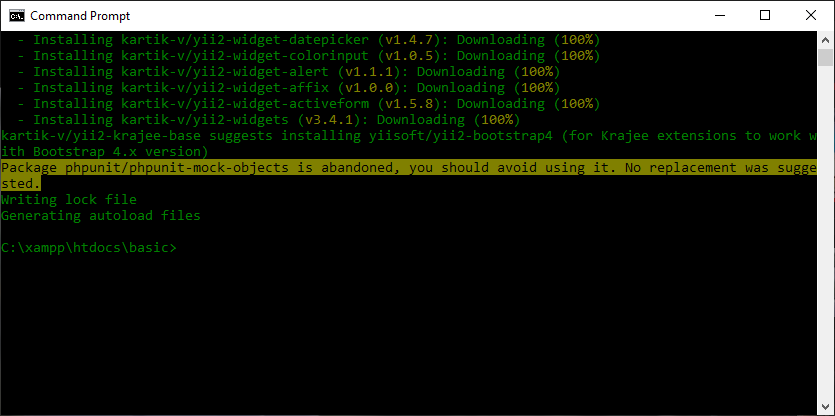 Command Prompt
- Installing kartik-v/yii2-widget-datepicker (v1.4.7): Downloading (100%)
- Installing kartik-v/yii2-widget-colorinput (v1.0.5): Downloading (100%)
- Installing kartik-v/yii2-widget-alert (v1.1.1): Downloading (100%)
- Installing kartik-v/yii2-widget-affix (v1.0.0): Downloading (100%)
- Installing kartik-v/yii2-widget-activeform (v1.5.8): Downloading (100%)
- Installing kartik-v/yii2-widgets (v3.4.1): Downloading (100%)
kartik-v/yii2-krajee-base suggests installing yiisoft/yii2-bootstrap4 (for Krajee extensions to work w
ith Bootstrap 4.x version)
Package phpunit/phpunit-mock-objects is abandoned, you should avoid using it. No replacement was sugge
sted.
Writing lock file
Generating autoload files
C:\xampp\htdocs\basic>